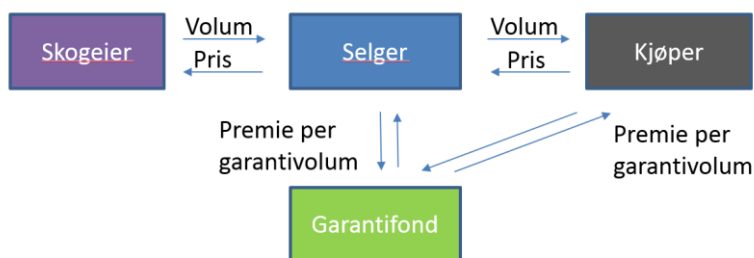 Skogeier
Volum
Pris
Selger
Volum
Pris
Kjøper
Premie per
garantivolum
Premie per
garantivolum
Garantifond